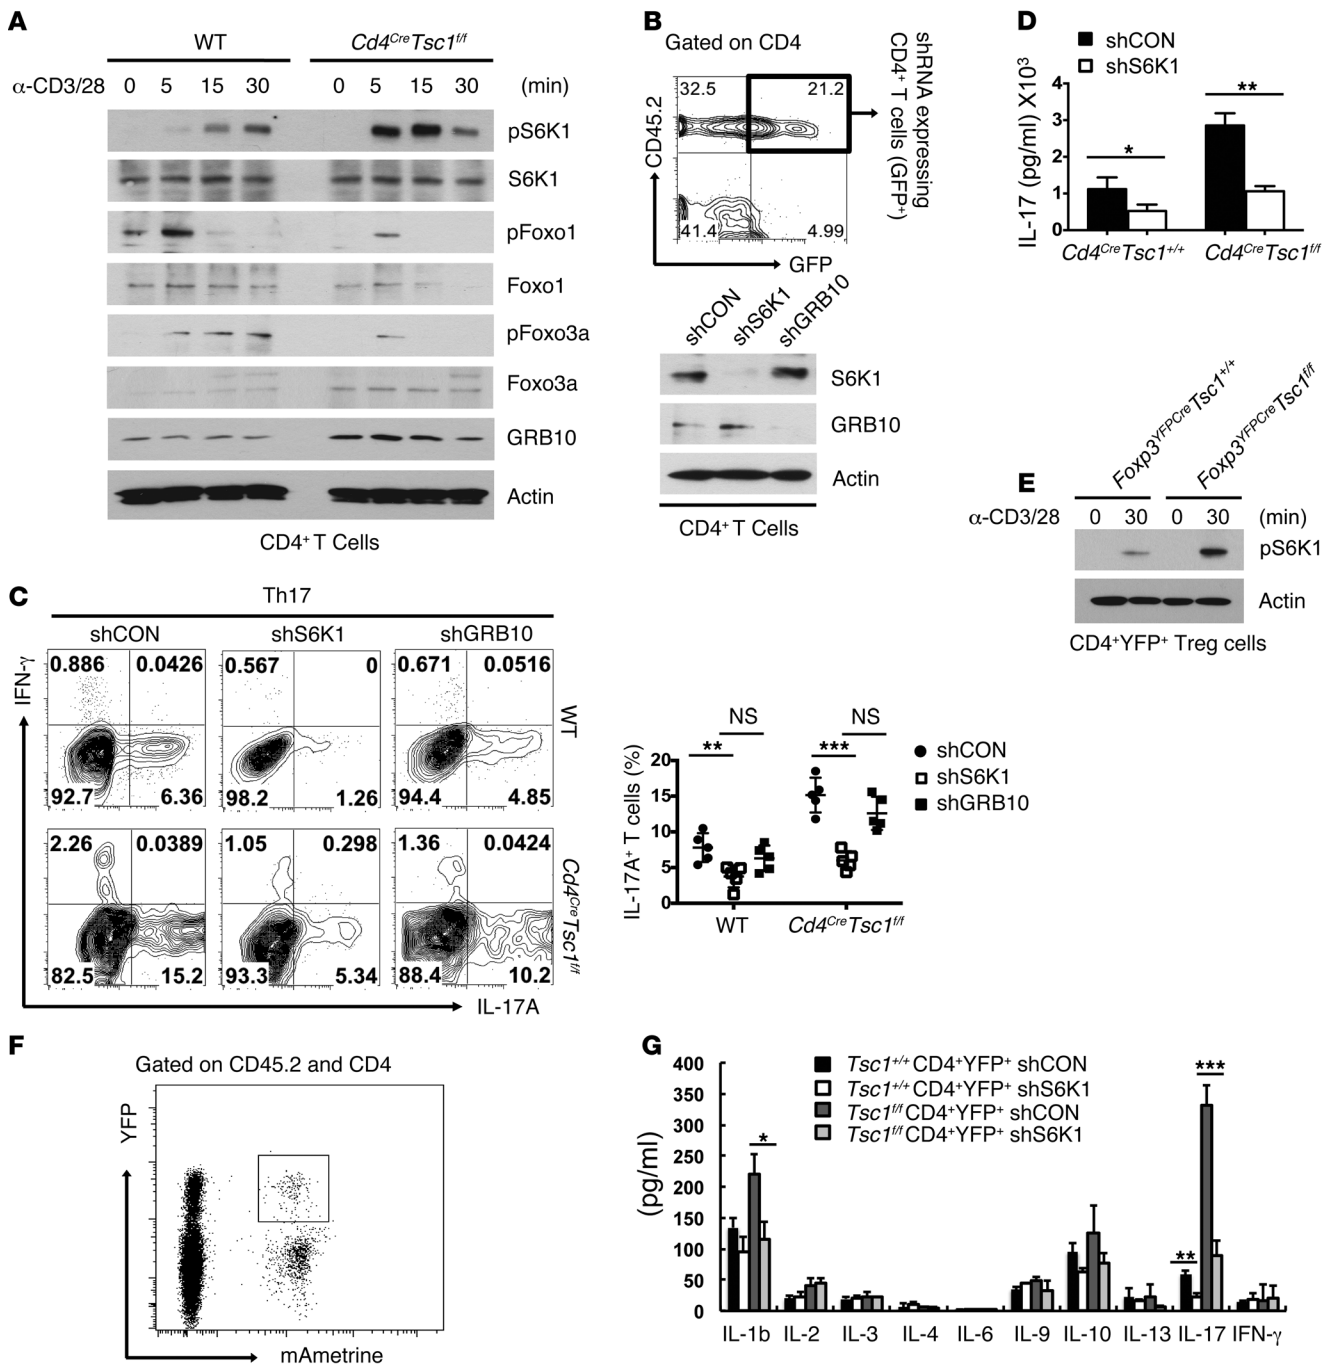 A
WT Cd4CreTsc1f/f
α-CD3/28 0 5 15 30 0 5 15 30 (min)
pS6K1
S6K1
pFoxo1
Foxo1
pFoxo3a
Foxo3a
GRB10
Actin
CD4+ T Cells
B
Gated on CD4
32.5 21.2
41.4 4.99
CD45.2
GFP
shRNA expressing
CD4+ T cells (GFP+)
shCON shS6K1 shGRB10
S6K1
GRB10
Actin
CD4+ T Cells
D
shCON
shS6K1
IL-17 (pg/ml) X10³
4
3
2
1
0
* **
Cd4CreTsc1+/+ Cd4CreTsc1f/f
E
Foxp3YFPCreTsc1+/+ Foxp3YFPCreTsc1f/f
α-CD3/28 0 30 0 30 (min)
pS6K1
Actin
CD4+YFP+ Treg cells
C
Th17
shCON shS6K1 shGRB10
IFN-γ
0.886 0.0426 0.567 0 0.671 0.0516
92.7 6.36 98.2 1.26 94.4 4.85
WT
2.26 0.0389 1.05 0.298 1.36 0.0424
82.5 15.2 93.3 5.34 88.4 10.2
Cd4CreTsc1f/f
IL-17A
NS NS
** ***
shCON
shS6K1
shGRB10
IL-17A+ T cells (%)
20
15
10
5
0
WT Cd4CreTsc1f/f
F
Gated on CD45.2 and CD4
YFP
mAmetrine
G
Tsc1+/+ CD4+YFP+ shCON
Tsc1+/+ CD4+YFP+ shS6K1
Tsc1f/f CD4+YFP+ shCON
Tsc1f/f CD4+YFP+ shS6K1
(pg/ml)
400
350
300
250
200
150
100
50
0
* ** ***
IL-1b IL-2 IL-3 IL-4 IL-6 IL-9 IL-10 IL-13 IL-17 IFN-γ